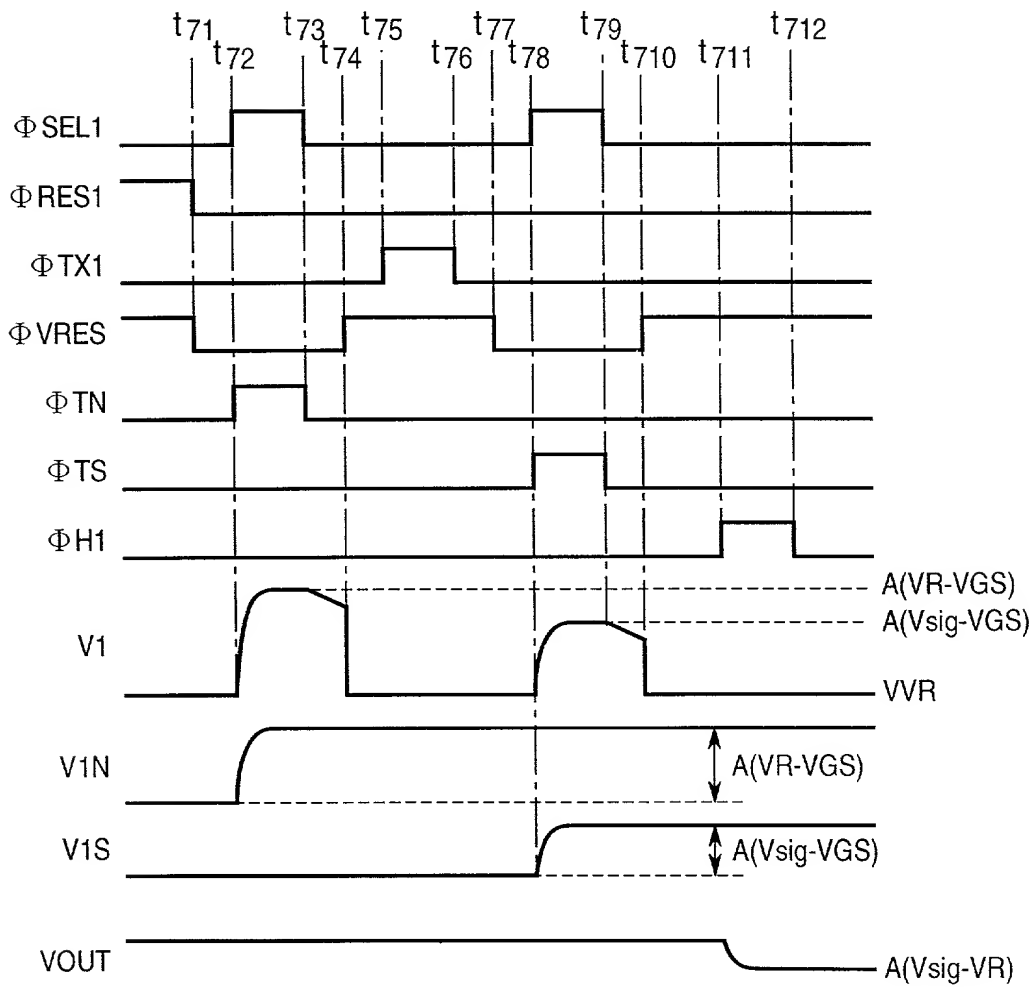 t71 t73 t75 t77 t79 t712
t72 t74 t76 t78 t710 t711
ΦSEL1
ΦRES1
ΦTX1
ΦVRES
ΦTN
ΦTS
ΦH1
A(VR-VGS)
A(Vsig-VGS)
V1
VVR
V1N
A(VR-VGS)
V1S
A(Vsig-VGS)
VOUT
A(Vsig-VR)